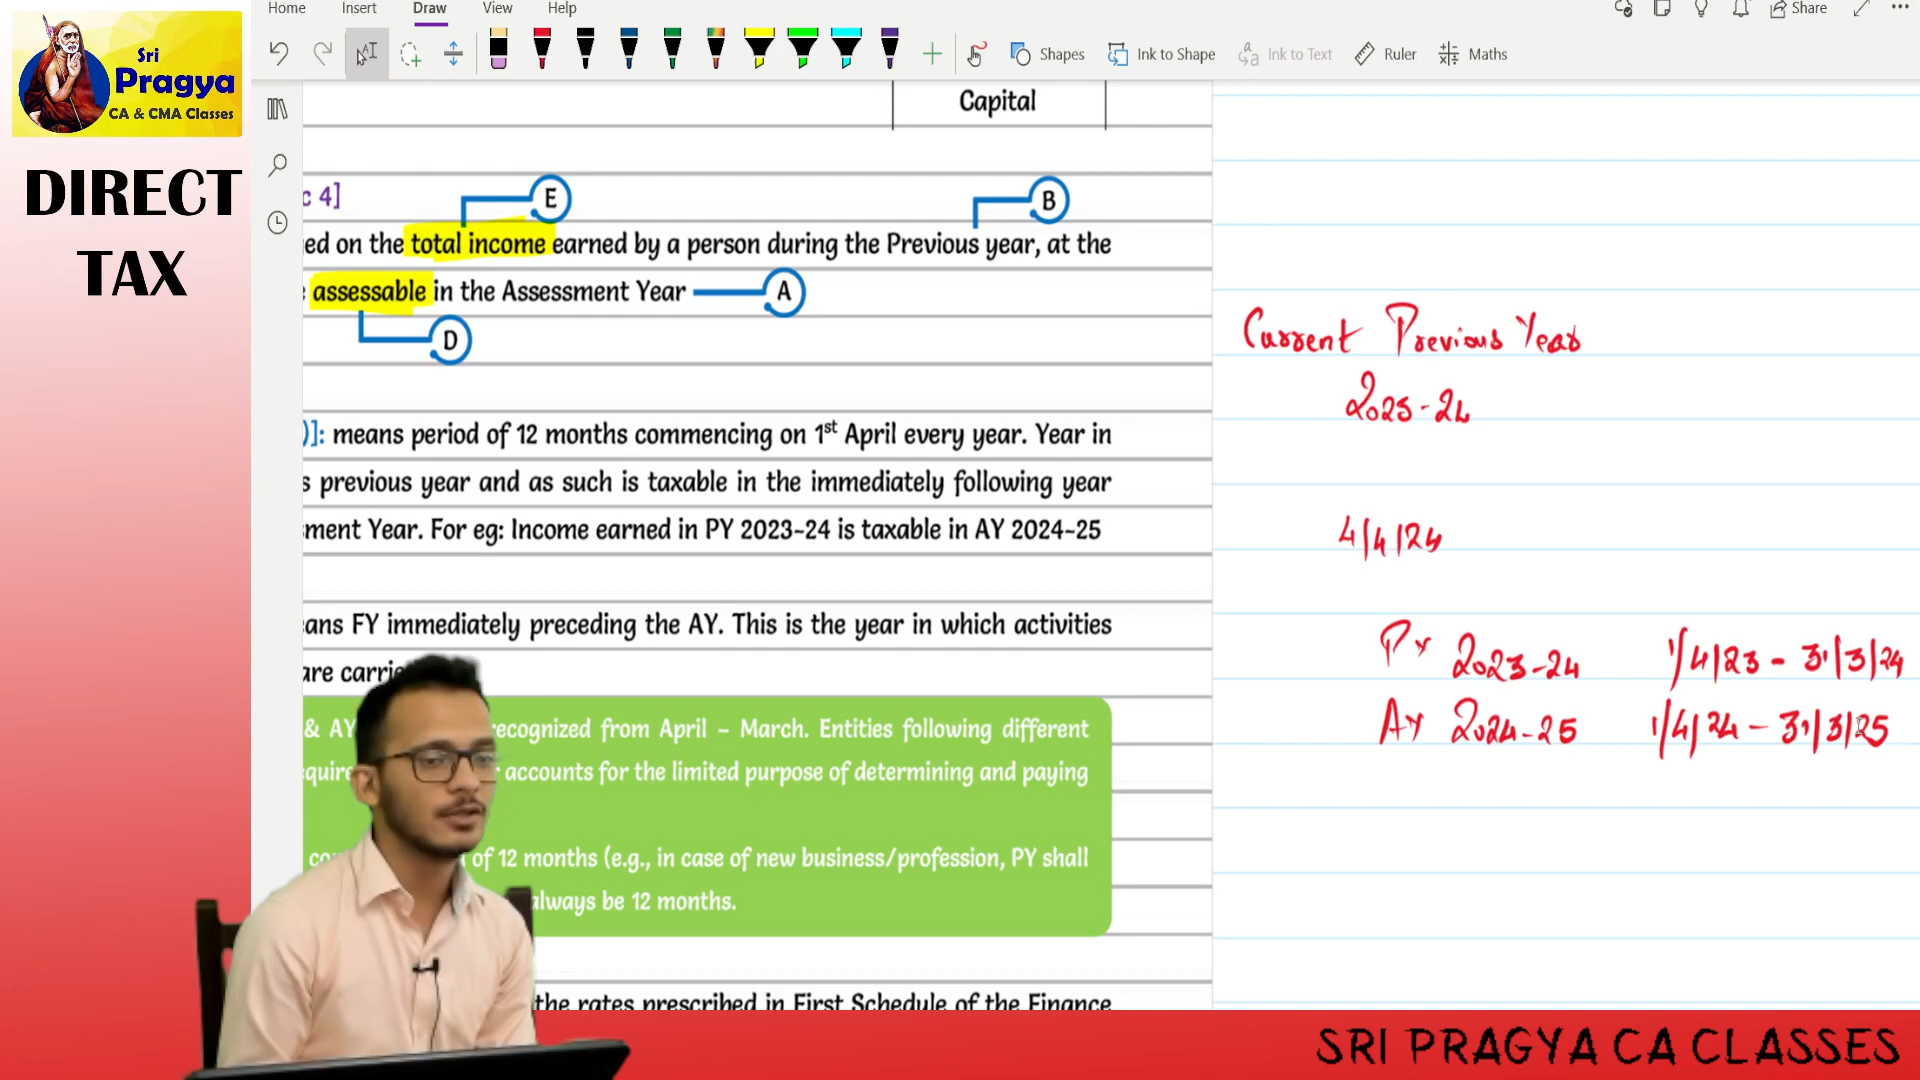 Home Insert Draw View Help
Share
Shapes Ink to Shape Ink to Text Ruler Maths
Sri
Pragya
CA & CMA Classes
DIRECT
TAX
Capital
c 4]
E
B
ed on the total income earned by a person during the Previous year, at the
assessable in the Assessment Year
A
D
)]: means period of 12 months commencing on 1st April every year. Year in
s previous year and as such is taxable in the immediately following year
ment Year. For eg: Income earned in PY 2023-24 is taxable in AY 2024-25
ans FY immediately preceding the AY. This is the year in which activities
are carri
& AY recognized from April – March. Entities following different
quire accounts for the limited purpose of determining and paying
co of 12 months (e.g., in case of new business/profession, PY shall
always be 12 months.
the rates prescribed in First Schedule of the Finance
Current Previous Year
2023-24
4/4/24
PY 2023-24 1/4/23 - 31/3/24
AY 2024-25 1/4/24 - 31/3/25
SRI PRAGYA CA CLASSES